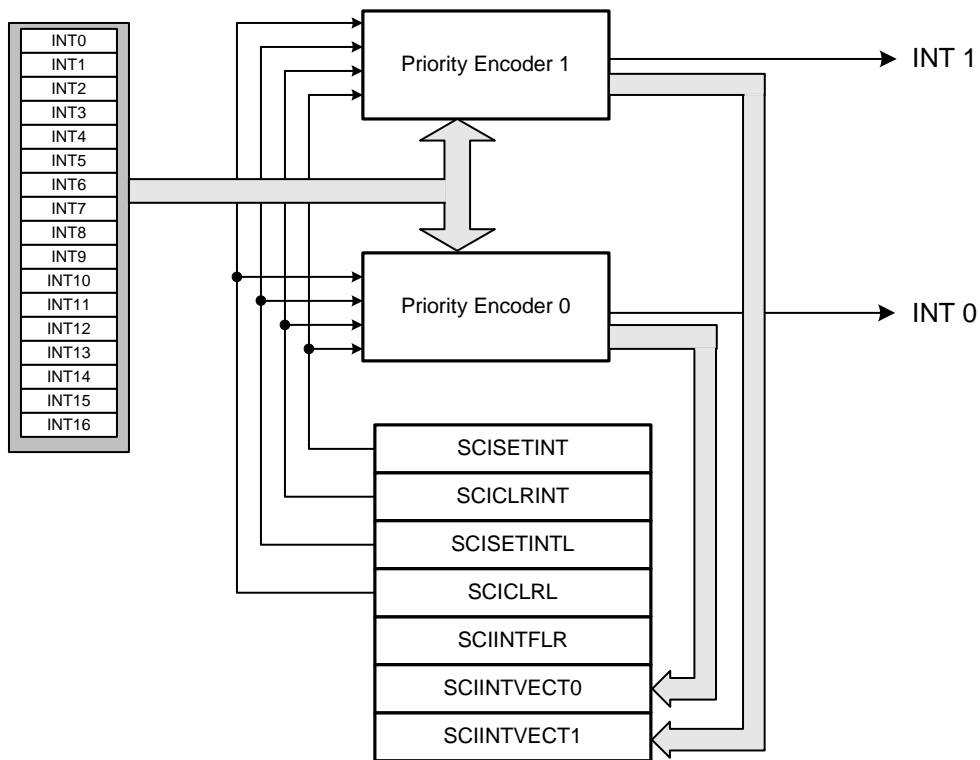 INT0
INT1
INT2
INT3
INT4
INT5
INT6
INT7
INT8
INT9
INT10
INT11
INT12
INT13
INT14
INT15
INT16
Priority Encoder 1
INT 1
Priority Encoder 0
INT 0
SCISETINT
SCICLRINT
SCISETINTL
SCICLRL
SCIINTFLR
SCIINTVECT0
SCIINTVECT1